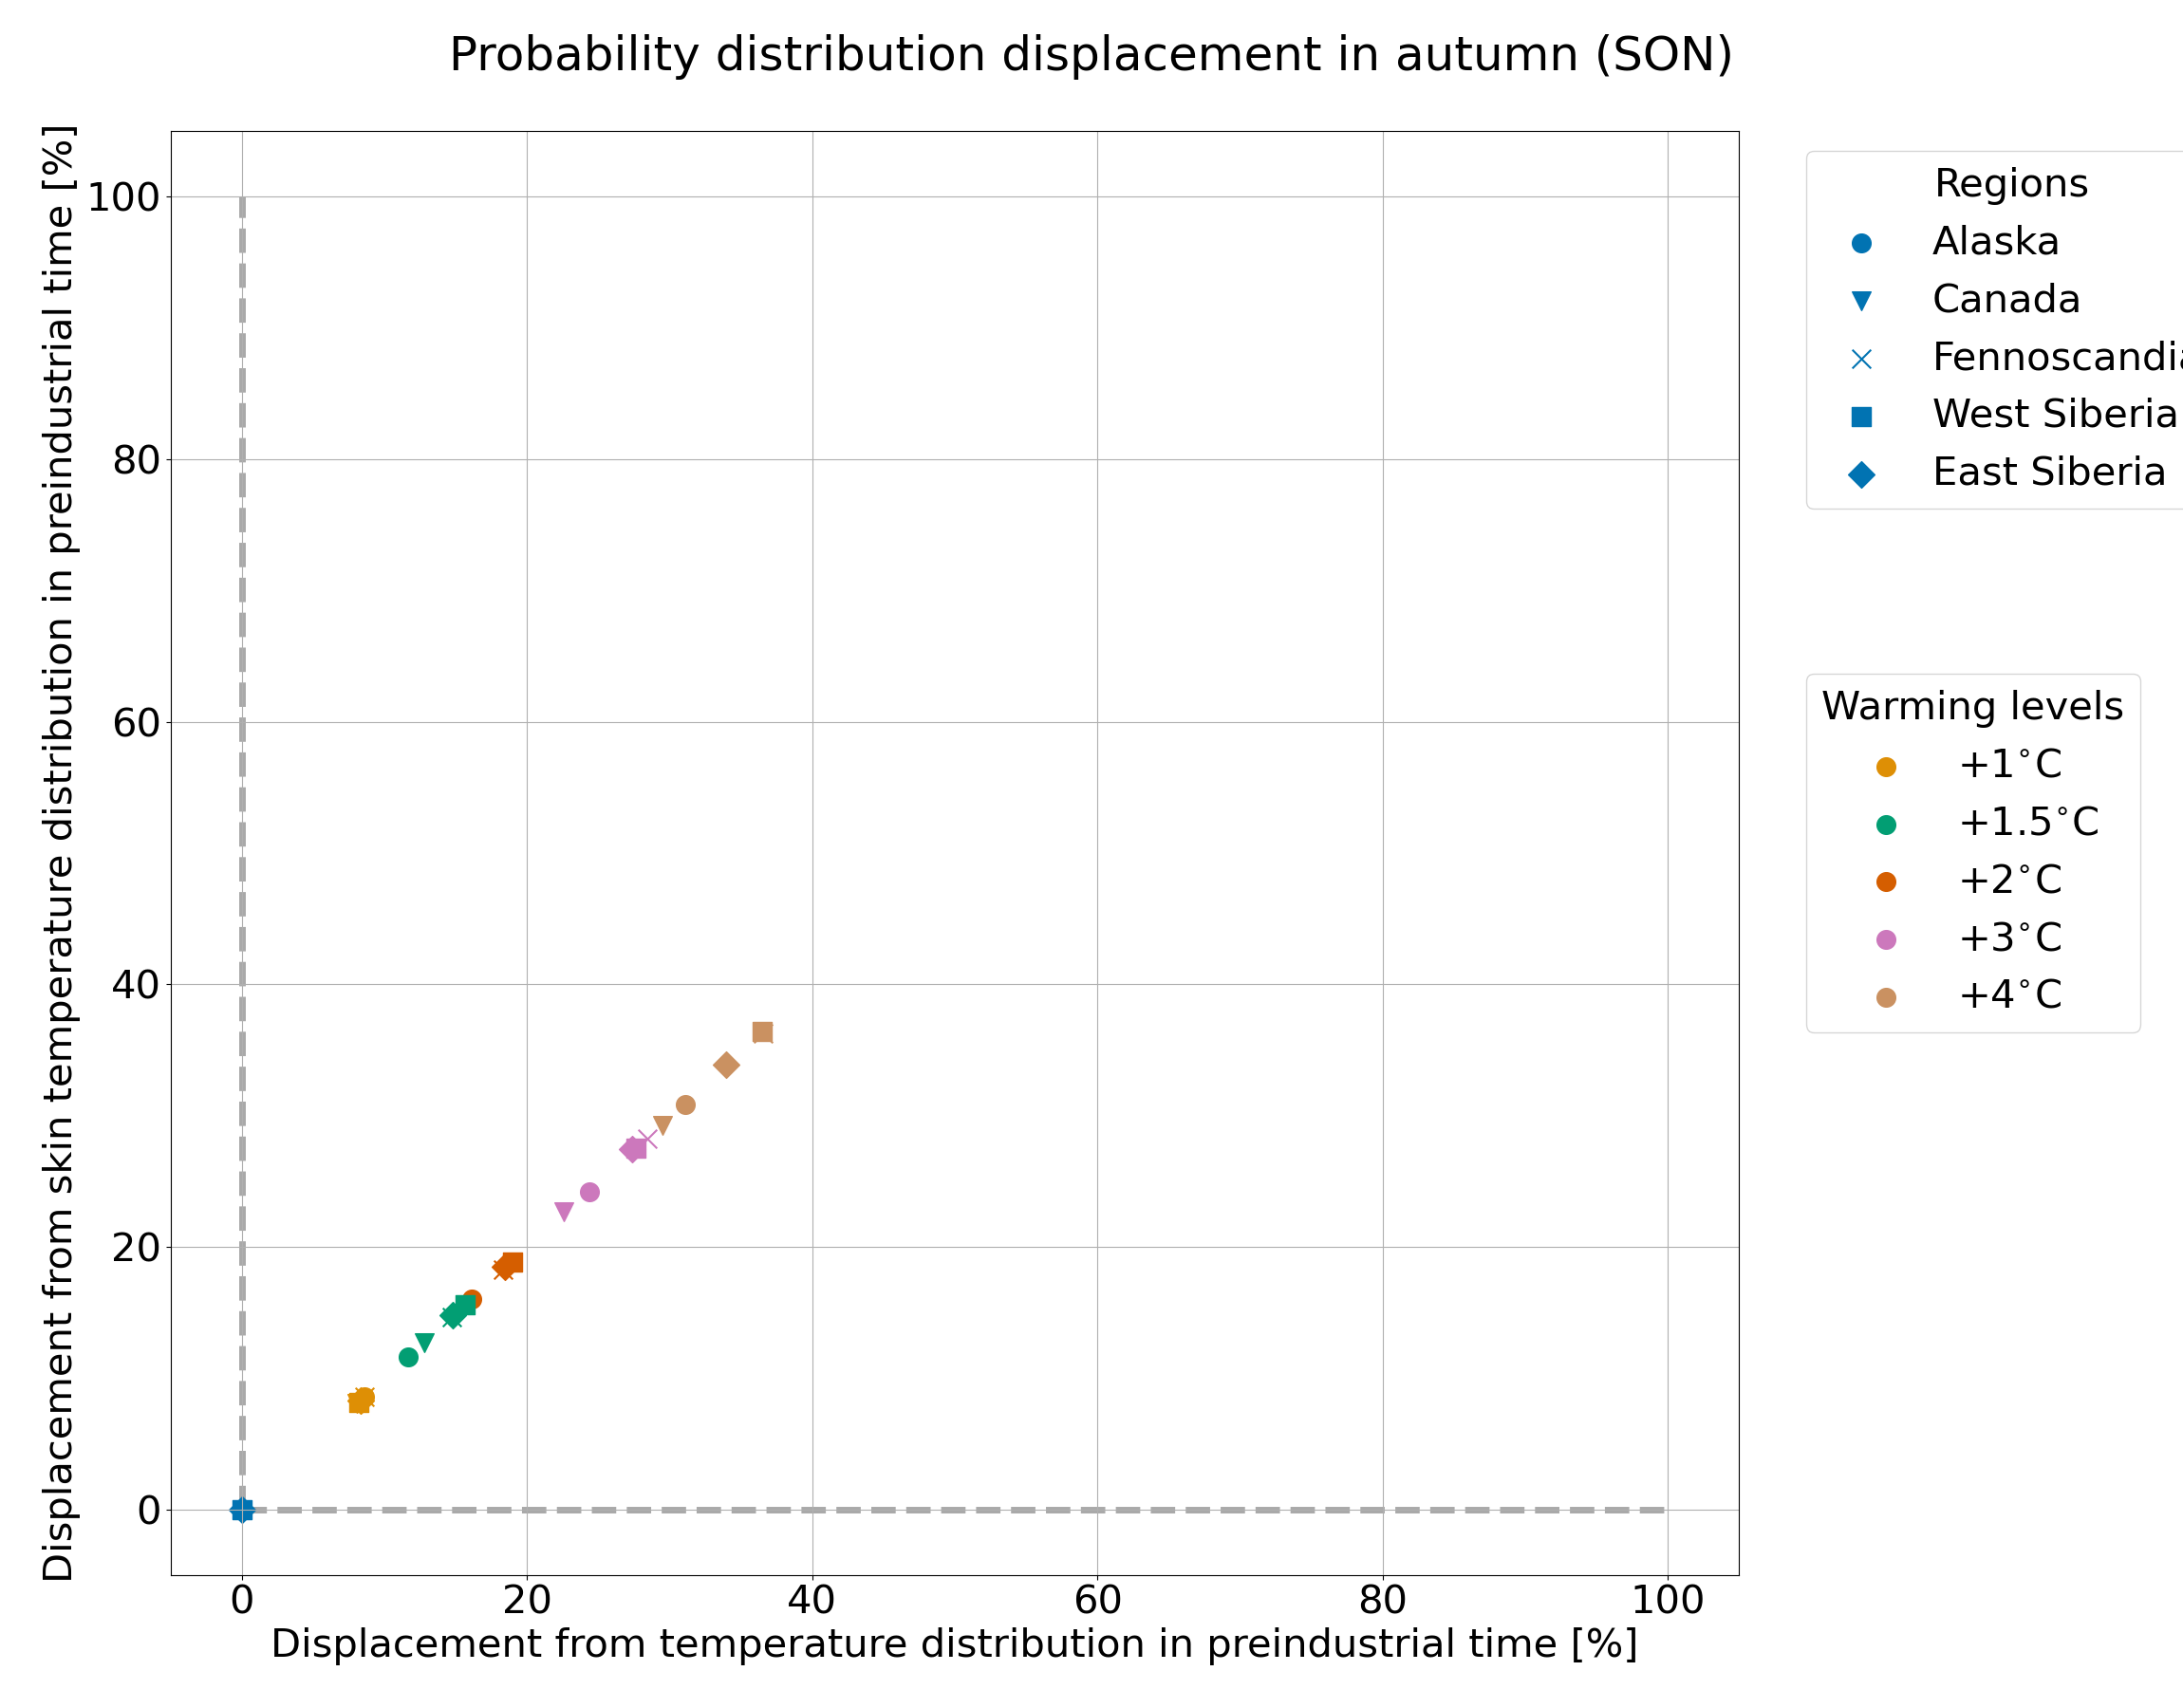 Probability distribution displacement in autumn (SON)
Displacement from skin temperature distribution in preindustrial time [%]
100
80
60
40
20
0
0 20 40 60 80 100
Displacement from temperature distribution in preindustrial time [%]
Regions
Alaska
Canada
Fennoscandia
West Siberia
East Siberia
Warming levels
+1°C
+1.5°C
+2°C
+3°C
+4°C